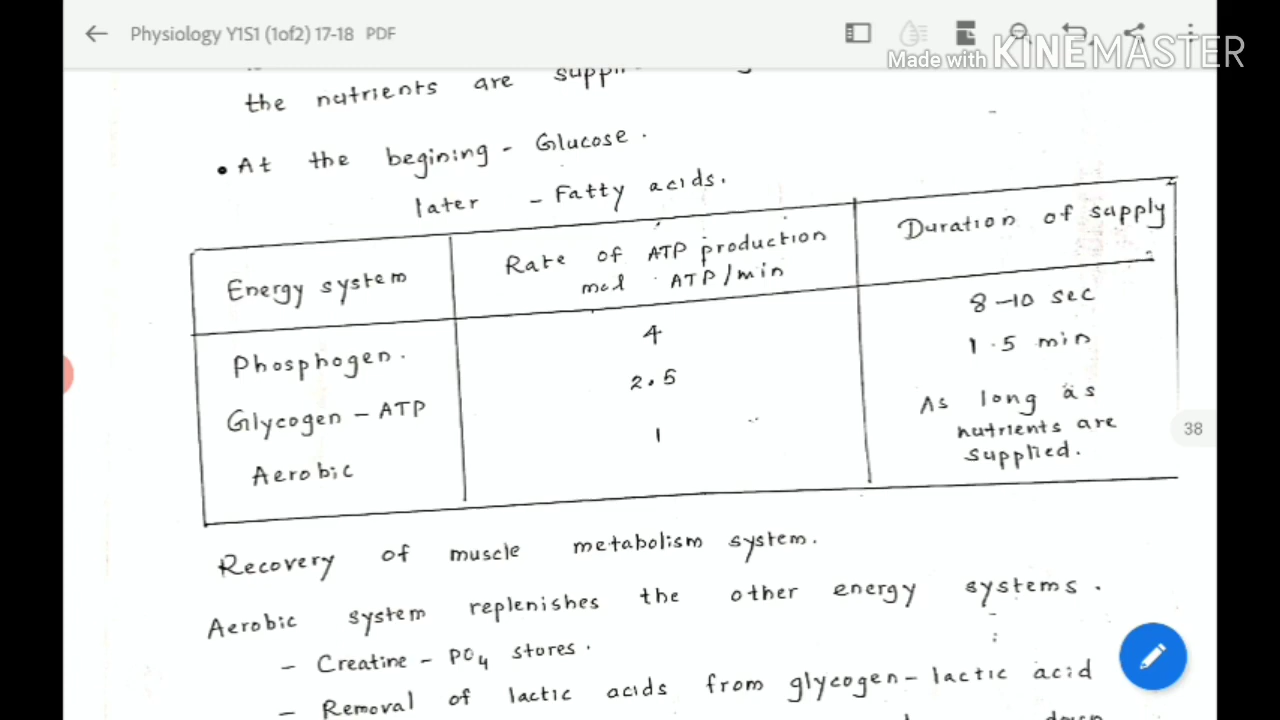 Physiology Y1S1 (1of2) 17-18 PDF
Made with KINEMASTER
the nutrients are
• At the begining - Glucose.
later - Fatty acids.
Energy system
Rate of ATP production
mol ATP/min
Duration of supply
Phosphogen.
4
8-10 sec
Glycogen - ATP
2.5
1.5 min
Aerobic
1
As long as
nutrients are
supplied.
38
Recovery of muscle metabolism system.
Aerobic system replenishes the other energy systems.
- Creatine - PO4 stores.
- Removal of lactic acids from glycogen - lactic acid